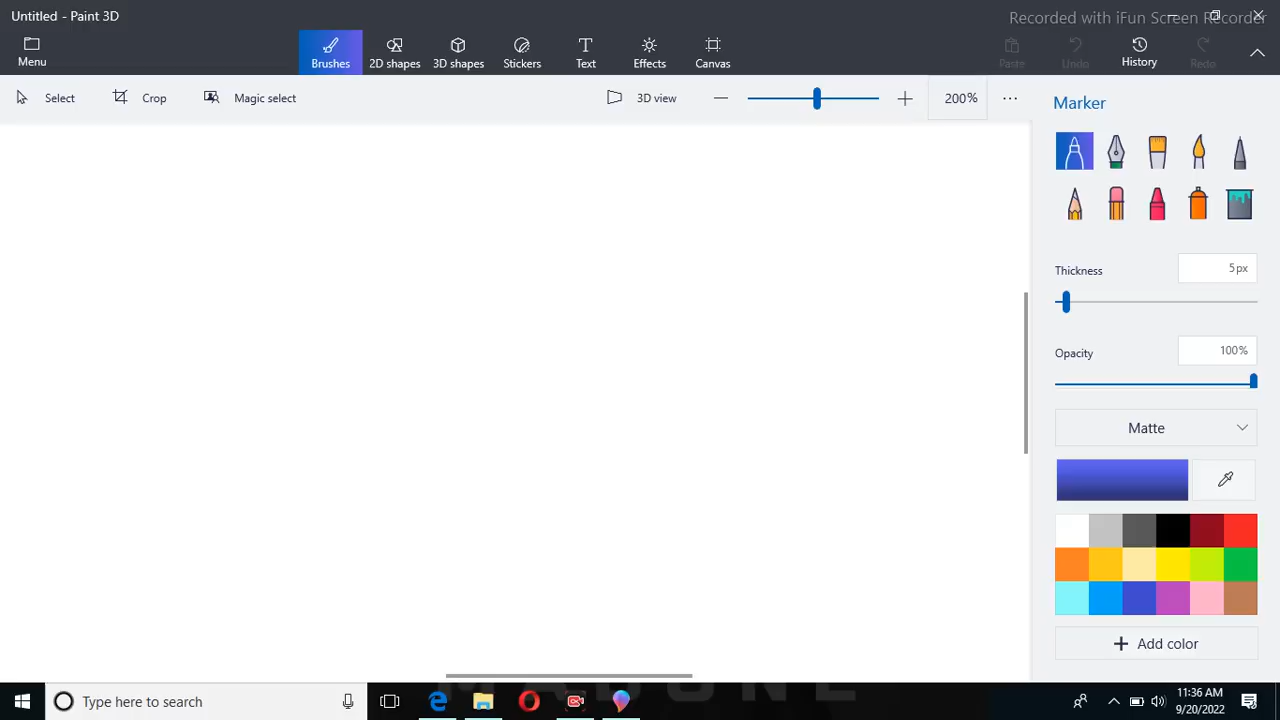 Untitled - Paint 3D
Recorded with iFun Screen Recorder
Menu
Brushes
2D shapes
3D shapes
Stickers
Text
Effects
Canvas
Paste
Undo
History
Redo
Select
Crop
Magic select
3D view
200%
Marker
Thickness
5px
Opacity
100%
Matte
Add color
Type here to search
11:36 AM
9/20/2022